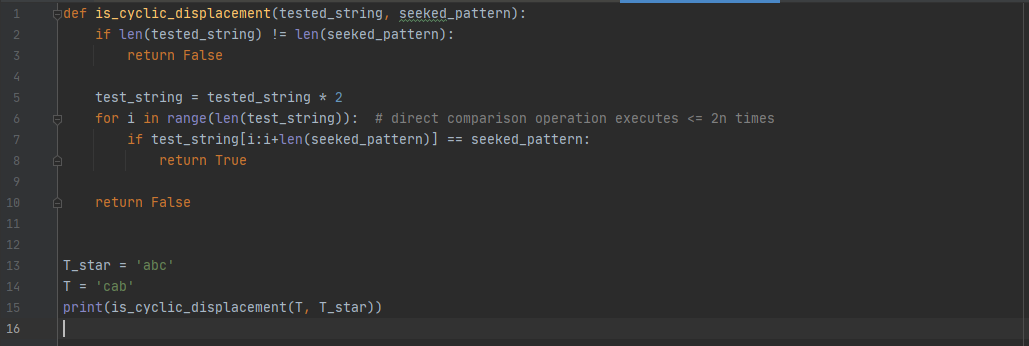 1 def is_cyclic_displacement(tested_string, seeked_pattern):
2     if len(tested_string) != len(seeked_pattern):
3         return False
4
5     test_string = tested_string * 2
6     for i in range(len(test_string)):  # direct comparison operation executes <= 2n times
7         if test_string[i:i+len(seeked_pattern)] == seeked_pattern:
8             return True
9
10     return False
11
12
13 T_star = 'abc'
14 T = 'cab'
15 print(is_cyclic_displacement(T, T_star))
16